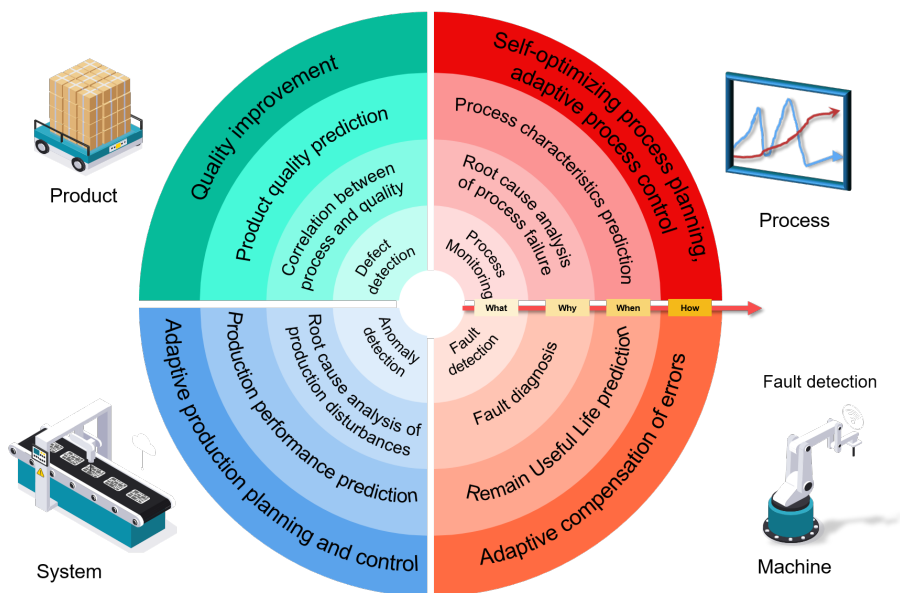 Quality improvement
Product quality prediction
Correlation between
process and quality
Defect
detection
Product
Self-optimizing process planning,
adaptive process control
Process characteristics prediction
Root cause analysis
of process failure
Process
Monitoring
Process
What
Why
When
How
Anomaly
detection
Root cause analysis of
production disturbances
Production performance prediction
Adaptive production planning and control
System
Fault
detection
Fault diagnosis
Remain Useful Life prediction
Adaptive compensation of errors
Fault detection
Machine